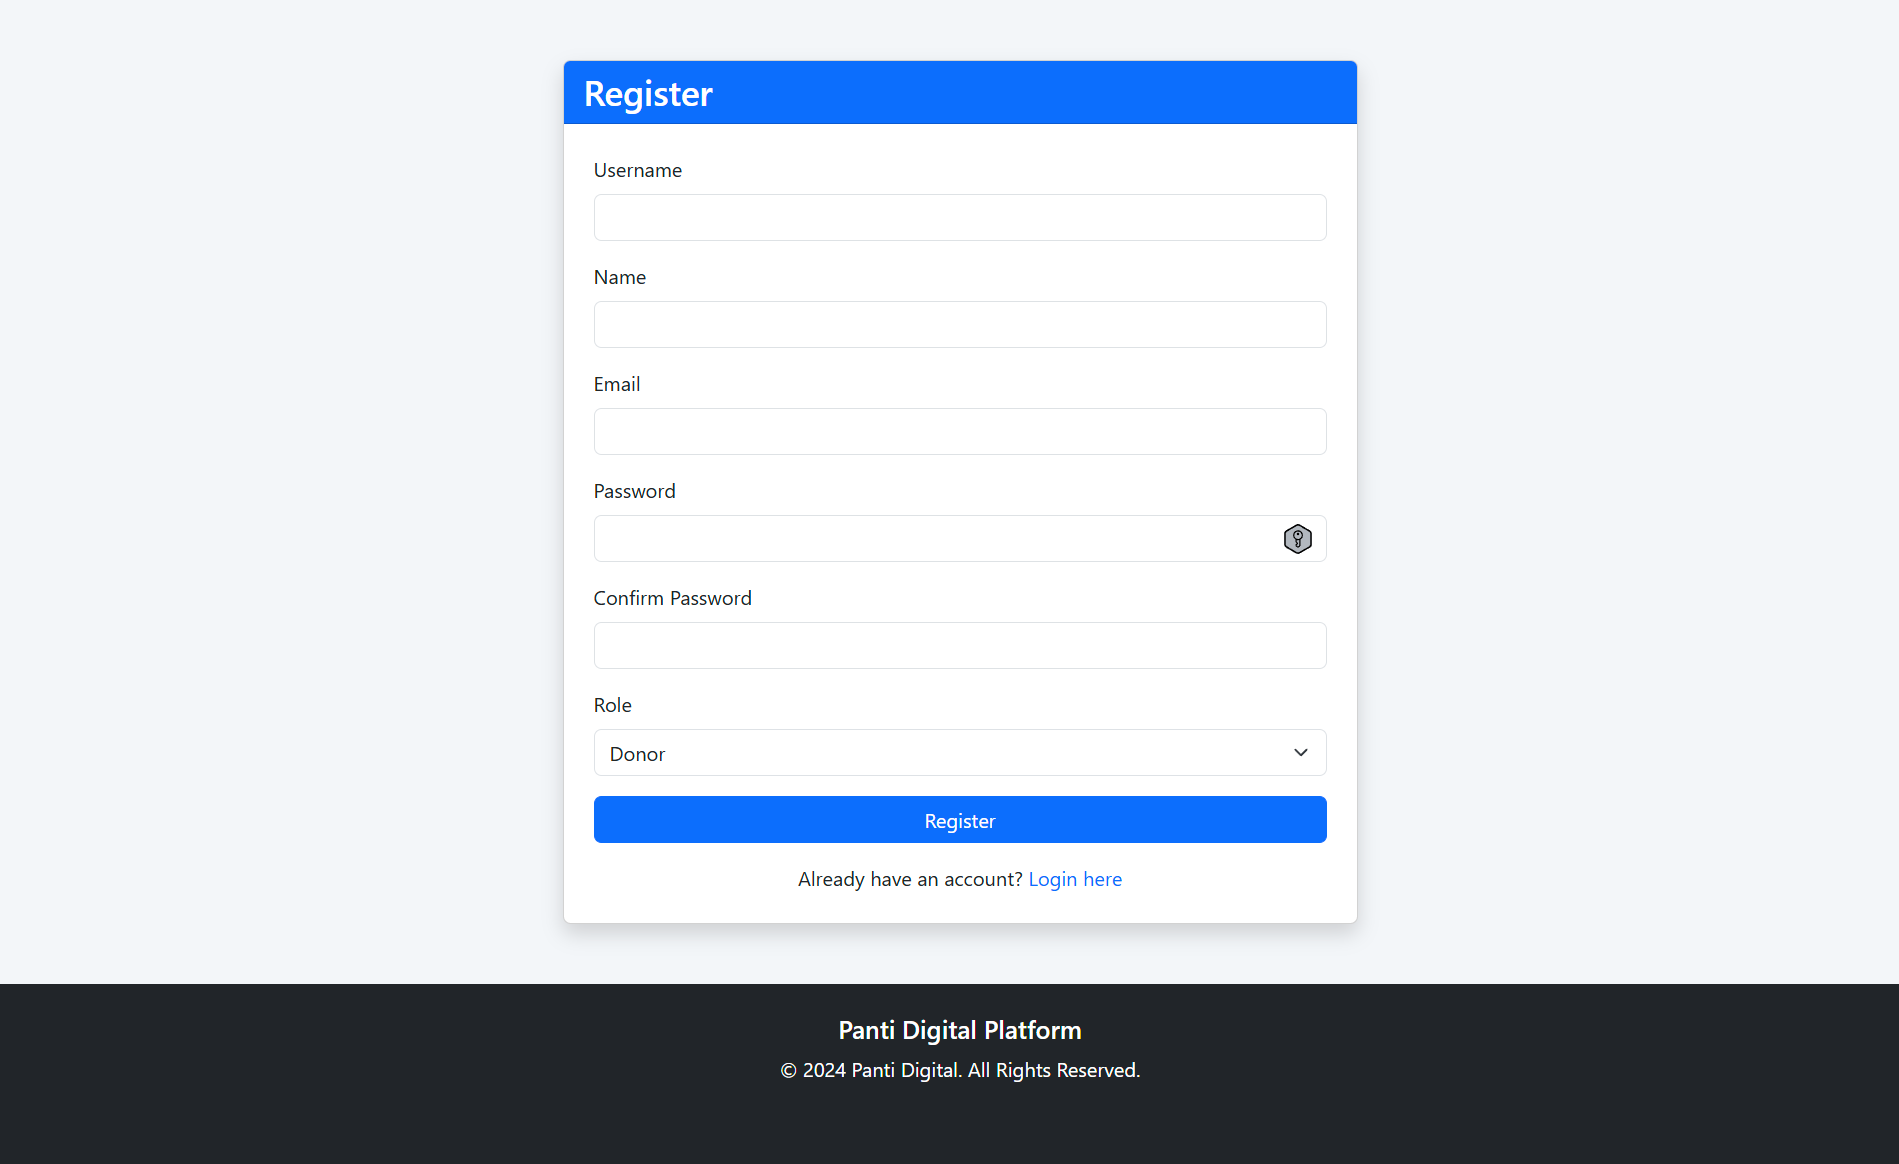 Register
Username
Name
Email
Password
Confirm Password
Role
Donor
Register
Already have an account? Login here
Panti Digital Platform
© 2024 Panti Digital. All Rights Reserved.